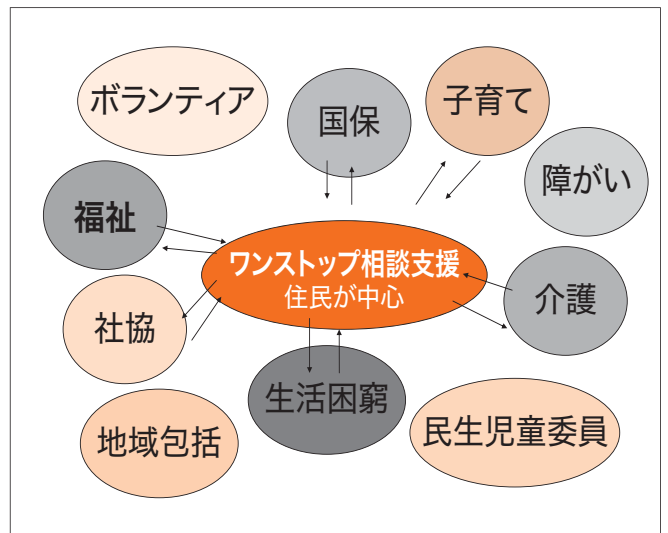 ボランティア
国保
子育て
障がい
福祉
ワンストップ相談支援
住民が中心
介護
社協
生活困窮
地域包括
民生児童委員